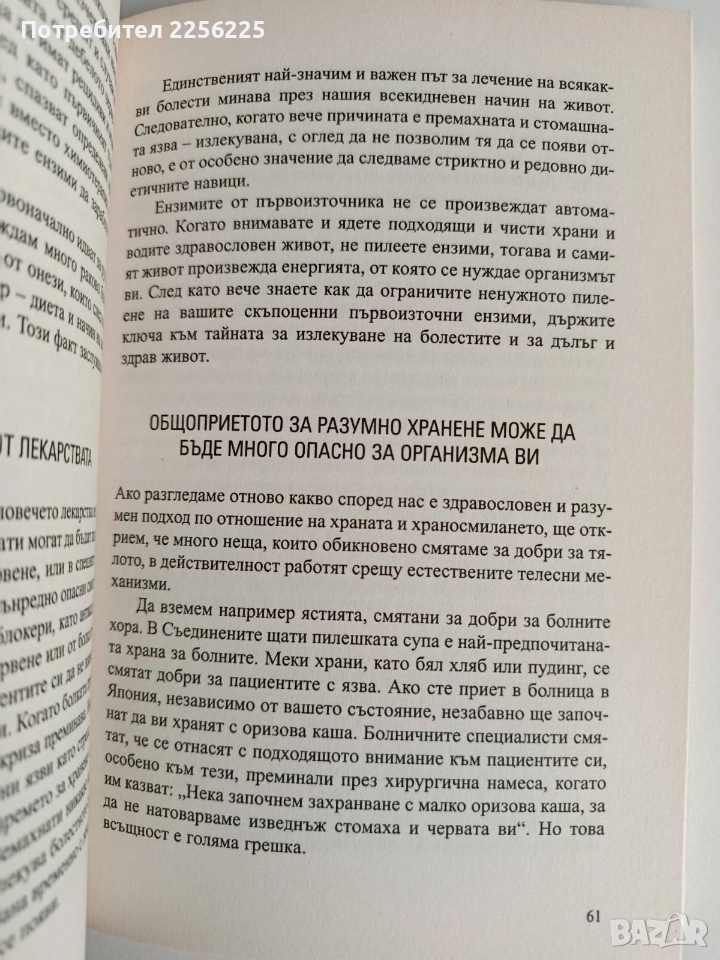 Потребител 2256225
Единственият най-значим и важен път за лечение на всякак-
ви болести минава през нашия всекидневен начин на живот.
Следователно, когато вече причината е премахната и стомашна-
та язва – излекувана, с оглед да не позволим тя да се появи от-
ново, е от особено значение да следваме стриктно и редовно ди-
етичните навици.
Ензимите от първоизточника не се произвеждат автома-
тично. Когато внимавате и ядете подходящи и чисти храни и
водите здравословен живот, не пилеете ензими, тогава и сами-
ят живот произвежда енергията, от която се нуждае организмът
ви. След като вече знаете как да ограничите ненужното пиле-
ене на вашите скъпоценни първоизточни ензими, държите
ключа към тайната за излекуване на болестите и за дълъг и
здрав живот.
ОБЩОПРИЕТОТО ЗА РАЗУМНО ХРАНЕНЕ МОЖЕ ДА
БЪДЕ МНОГО ОПАСНО ЗА ОРГАНИЗМА ВИ
Ако разгледаме отново какво според нас е здравословен и разу-
мен подход по отношение на храната и храносмилането, ще отк-
рием, че много неща, които обикновено смятаме за добри за тя-
лото, в действителност работят срещу естествените телесни ме-
ханизми.
Да вземем например ястията, смятани за добри за болните
хора. В Съединените щати пилешката супа е най-предпочитана-
та храна за болните. Меки храни, като бял хляб или пудинг, се
смятат добри за пациентите с язва. Ако сте приет в болница в
Япония, независимо от вашето състояние, незабавно ще започ-
нат да ви хранят с оризова каша. Болничните специалисти смя-
тат, че се отнасят с подходящото внимание към пациентите си,
особено към тези, преминали през хирургична намеса, когато
им казват: „Нека започнем захранване с малко оризова каша, за
да не натоварваме изведнъж стомаха и червата ви“. Но това
всъщност е голяма грешка.
61
БАZАР
ОТ ЛЕКАРСТВАТА